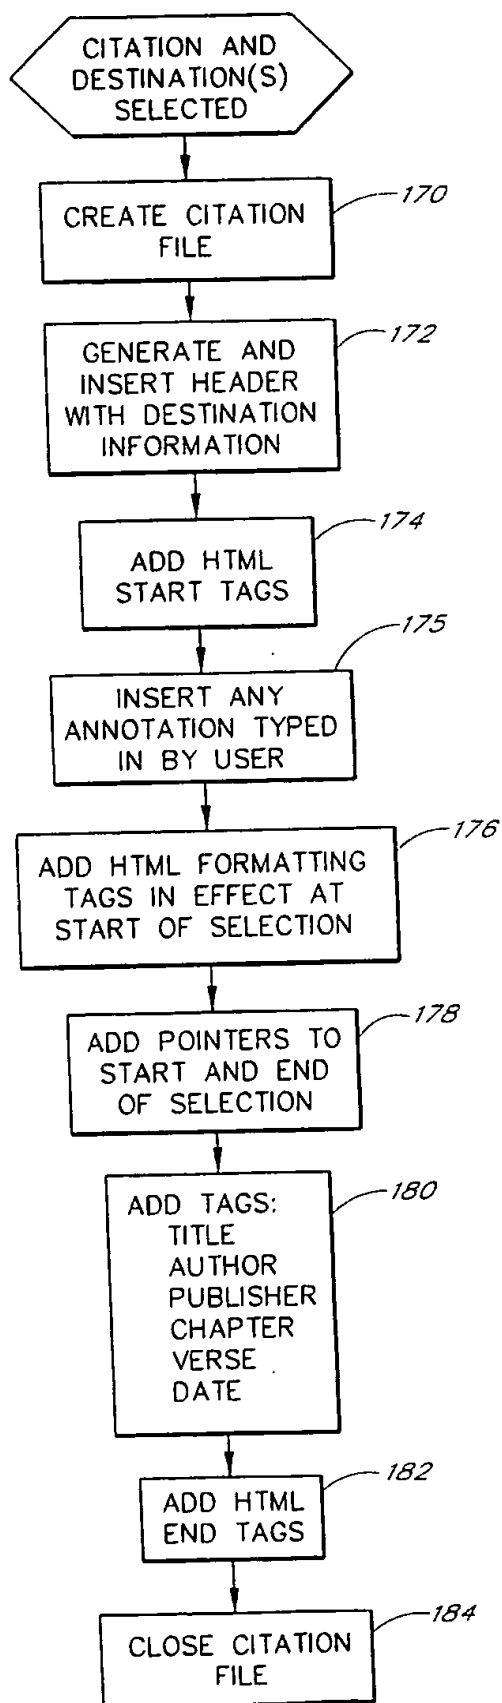 CITATION AND
DESTINATION(S)
SELECTED
170
CREATE CITATION
FILE
172
GENERATE AND
INSERT HEADER
WITH DESTINATION
INFORMATION
174
ADD HTML
START TAGS
175
INSERT ANY
ANNOTATION TYPED
IN BY USER
176
ADD HTML FORMATTING
TAGS IN EFFECT AT
START OF SELECTION
178
ADD POINTERS TO
START AND END
OF SELECTION
180
ADD TAGS:
TITLE
AUTHOR
PUBLISHER
CHAPTER
VERSE
DATE
182
ADD HTML
END TAGS
184
CLOSE CITATION
FILE